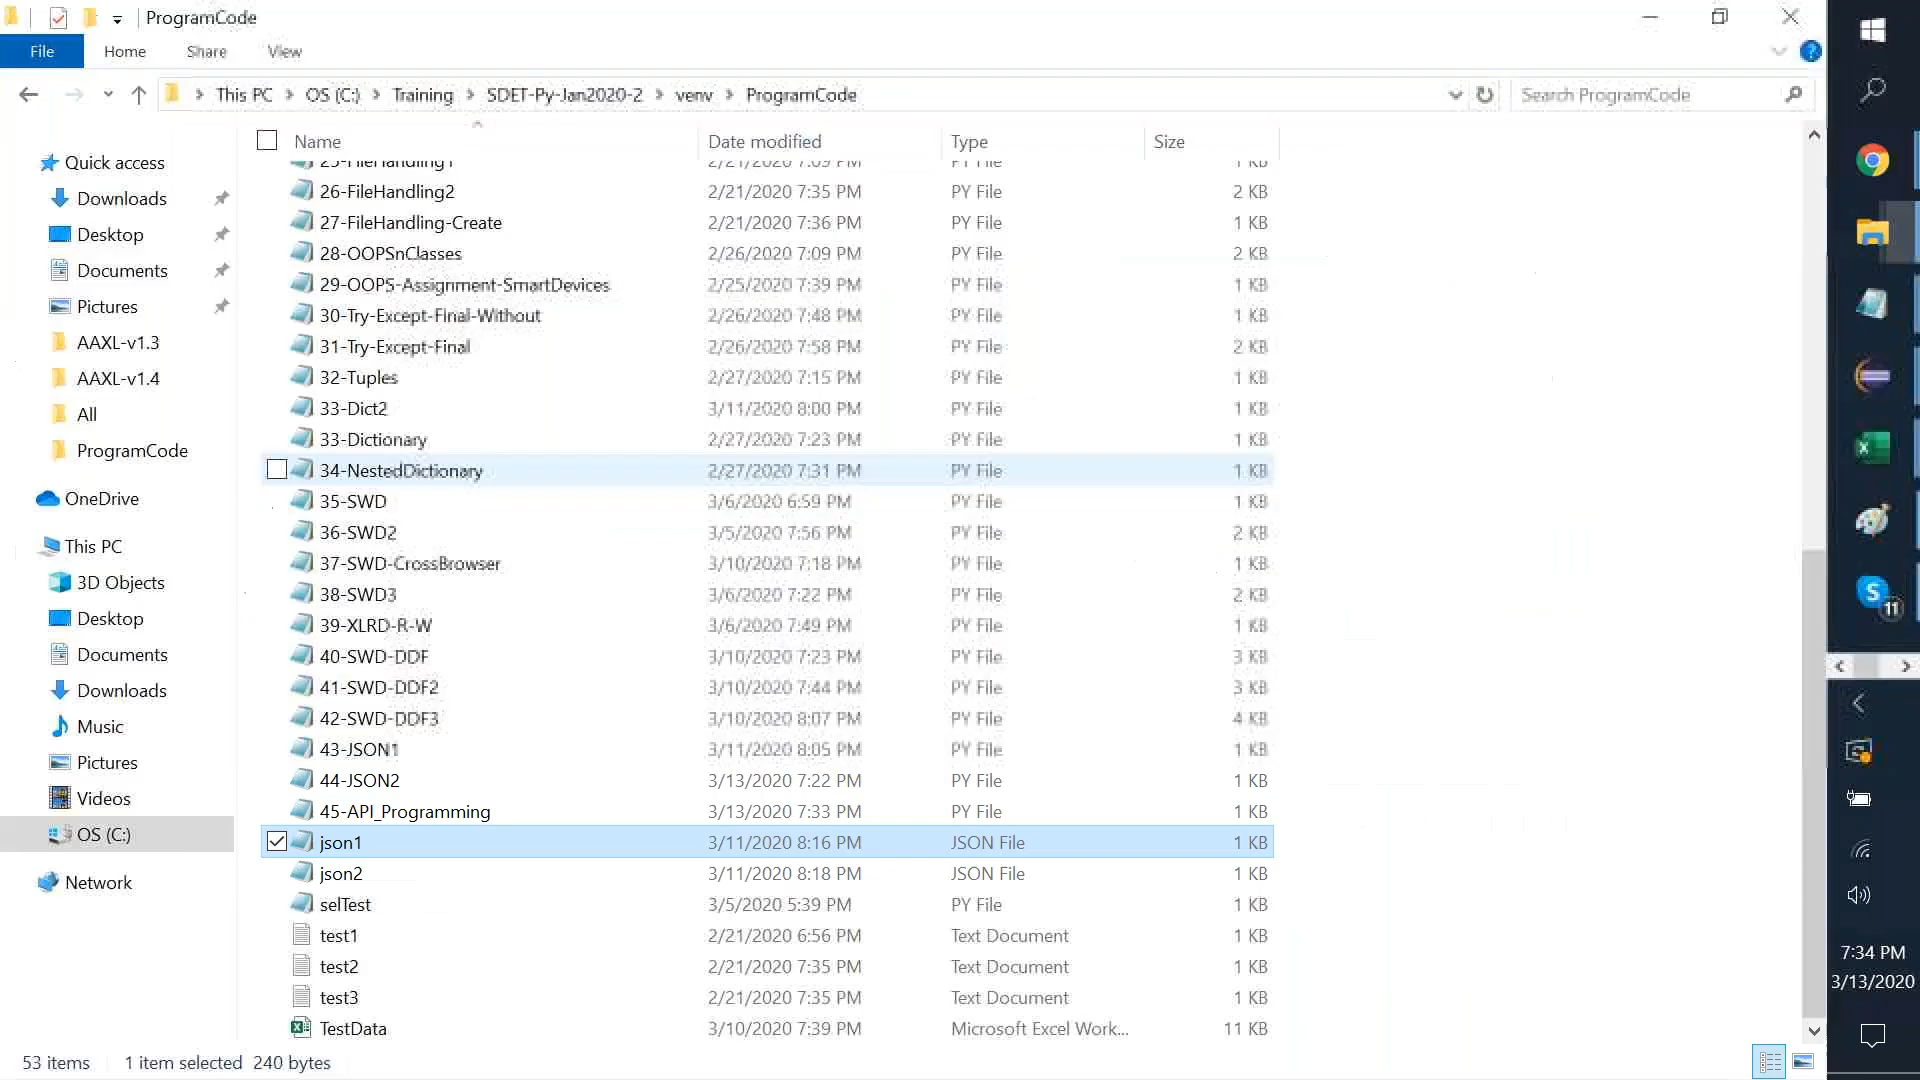 ProgramCode
File Home Share View
This PC OS (C:) Training SDET-Py-Jan2020-2 venv ProgramCode Search ProgramCode
Name Date modified Type Size
25-FileHandling1 2/21/2020 7:09 PM PY File 1 KB
26-FileHandling2 2/21/2020 7:35 PM PY File 2 KB
27-FileHandling-Create 2/21/2020 7:36 PM PY File 1 KB
28-OOPSnClasses 2/26/2020 7:09 PM PY File 2 KB
29-OOPS-Assignment-SmartDevices 2/25/2020 7:39 PM PY File 1 KB
30-Try-Except-Final-Without 2/26/2020 7:48 PM PY File 1 KB
31-Try-Except-Final 2/26/2020 7:58 PM PY File 2 KB
32-Tuples 2/27/2020 7:15 PM PY File 1 KB
33-Dict2 3/11/2020 8:00 PM PY File 1 KB
33-Dictionary 2/27/2020 7:23 PM PY File 1 KB
34-NestedDictionary 2/27/2020 7:31 PM PY File 1 KB
35-SWD 3/6/2020 6:59 PM PY File 1 KB
36-SWD2 3/5/2020 7:56 PM PY File 2 KB
37-SWD-CrossBrowser 3/10/2020 7:18 PM PY File 1 KB
38-SWD3 3/6/2020 7:22 PM PY File 2 KB
39-XLRD-R-W 3/6/2020 7:49 PM PY File 1 KB
40-SWD-DDF 3/10/2020 7:23 PM PY File 3 KB
41-SWD-DDF2 3/10/2020 7:44 PM PY File 3 KB
42-SWD-DDF3 3/10/2020 8:07 PM PY File 4 KB
43-JSON1 3/11/2020 8:05 PM PY File 1 KB
44-JSON2 3/13/2020 7:22 PM PY File 1 KB
45-API_Programming 3/13/2020 7:33 PM PY File 1 KB
json1 3/11/2020 8:16 PM JSON File 1 KB
json2 3/11/2020 8:18 PM JSON File 1 KB
selTest 3/5/2020 5:39 PM PY File 1 KB
test1 2/21/2020 6:56 PM Text Document 1 KB
test2 2/21/2020 7:35 PM Text Document 1 KB
test3 2/21/2020 7:35 PM Text Document 1 KB
TestData 3/10/2020 7:39 PM Microsoft Excel Work... 11 KB
Quick access
Downloads
Desktop
Documents
Pictures
AAXL-v1.3
AAXL-v1.4
All
ProgramCode
OneDrive
This PC
3D Objects
Desktop
Documents
Downloads
Music
Pictures
Videos
OS (C:)
Network
53 items 1 item selected 240 bytes
11
7:34 PM
3/13/2020